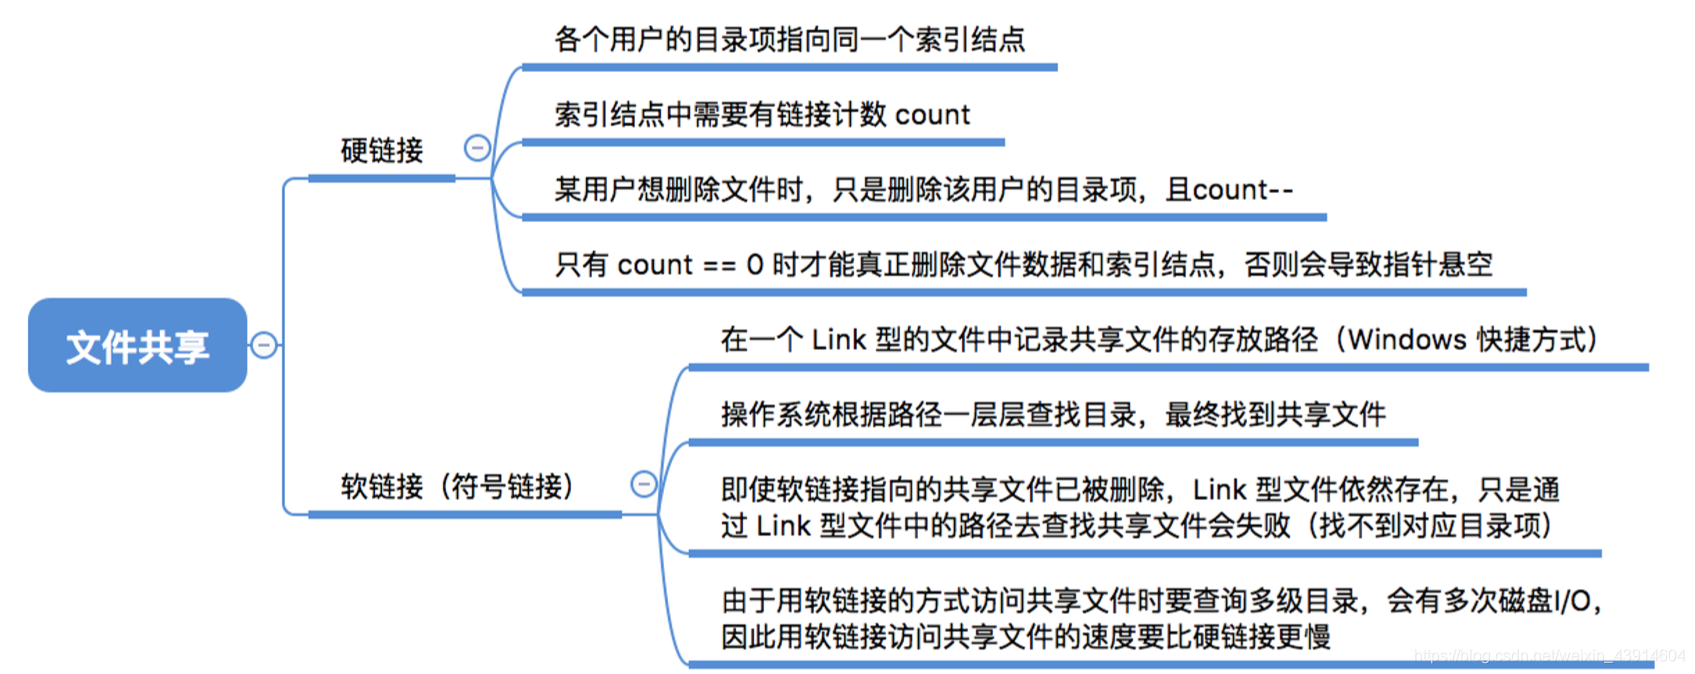 各个用户的目录项指向同一个索引结点
索引结点中需要有链接计数 count
硬链接
某用户想删除文件时，只是删除该用户的目录项，且count--
只有 count == 0 时才能真正删除文件数据和索引结点，否则会导致指针悬空
文件共享
在一个 Link 型的文件中记录共享文件的存放路径（Windows 快捷方式）
操作系统根据路径一层层查找目录，最终找到共享文件
软链接（符号链接）
即使软链接指向的共享文件已被删除，Link 型文件依然存在，只是通
过 Link 型文件中的路径去查找共享文件会失败（找不到对应目录项）
由于用软链接的方式访问共享文件时要查询多级目录，会有多次磁盘I/O，
因此用软链接访问共享文件的速度要比硬链接更慢
https://blog.csdn.net/weixin_43914604